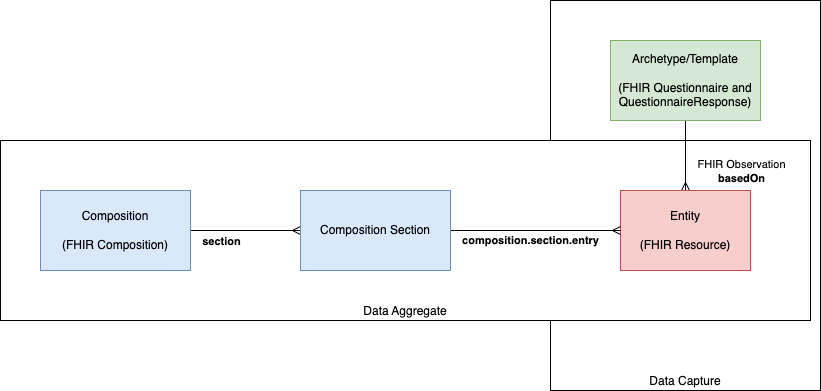 Archetype/Template
(FHIR Questionnaire and
QuestionnaireResponse)
FHIR Observation
basedOn
Composition
(FHIR Composition)
section
Composition Section
composition.section.entry
Entity
(FHIR Resource)
Data Aggregate
Data Capture